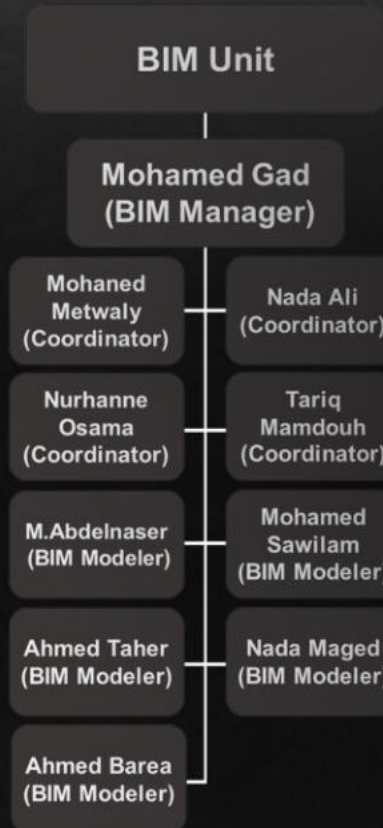 BIM Unit
Mohamed Gad
(BIM Manager)
Mohaned
Metwaly
(Coordinator)
Nada Ali
(Coordinator)
Nurhanne
Osama
(Coordinator)
Tariq
Mamdouh
(Coordinator)
M.Abdelnaser
(BIM Modeler)
Mohamed
Sawilam
(BIM Modeler)
Ahmed Taher
(BIM Modeler)
Nada Maged
(BIM Modeler
Ahmed Barea
(BIM Modeler)